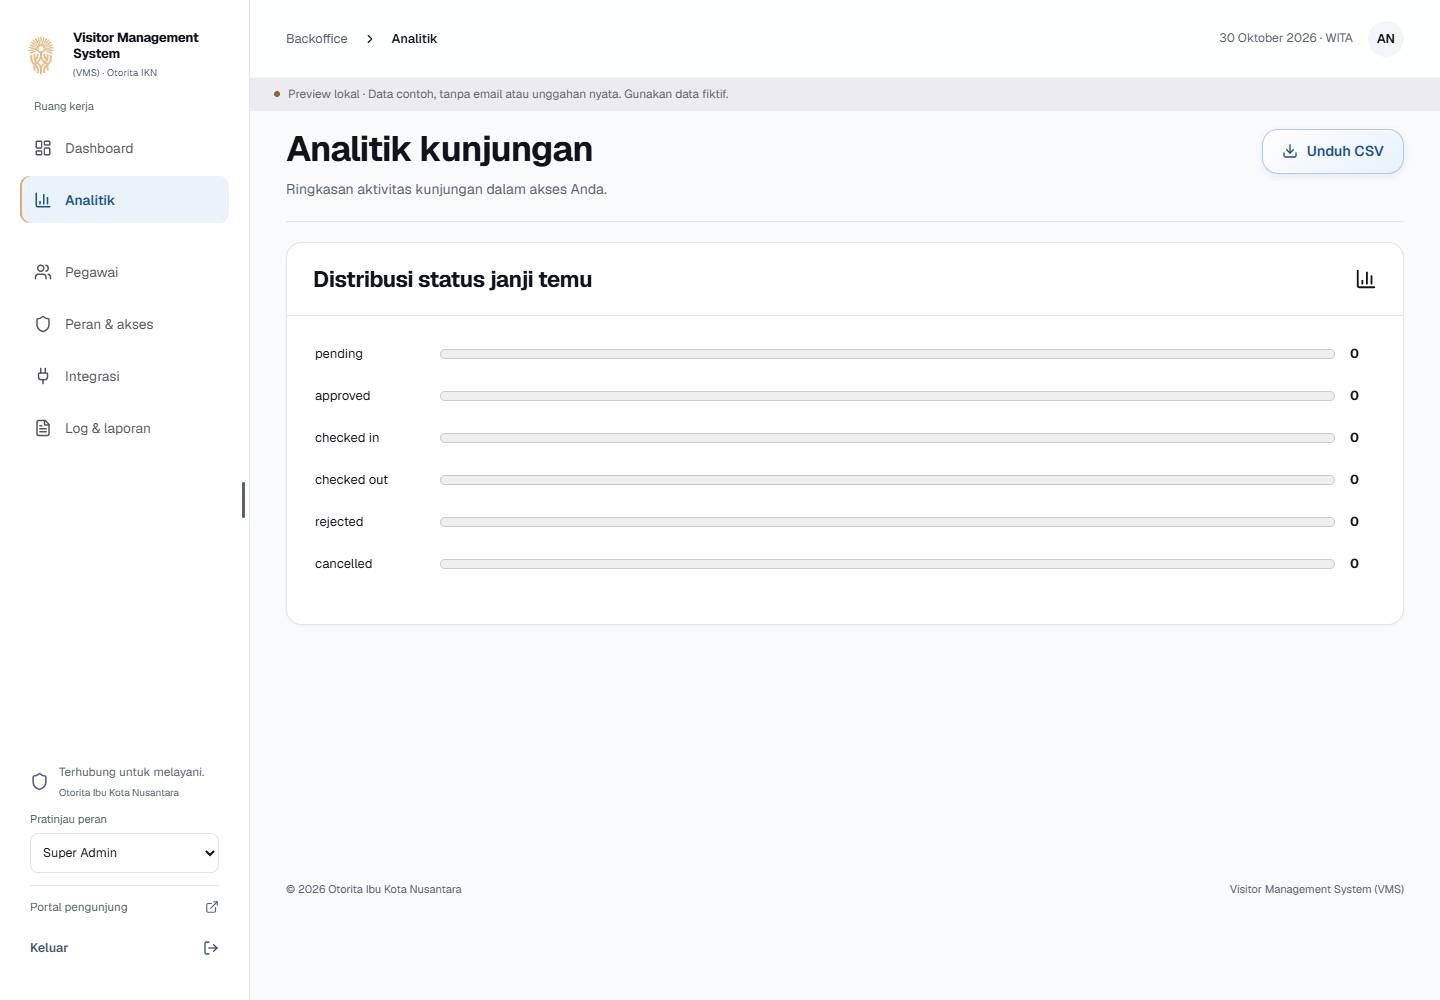 Visitor Management
System
(VMS) · Otorita IKN
Ruang kerja
Dashboard
Analitik
Pegawai
Peran & akses
Integrasi
Log & laporan
Terhubung untuk melayani.
Otorita Ibu Kota Nusantara
Pratinjau peran
Super Admin
Portal pengunjung
Keluar
Backoffice
Analitik
30 Oktober 2026 · WITA
AN
Preview lokal · Data contoh, tanpa email atau unggahan nyata. Gunakan data fiktif.
Analitik kunjungan
Ringkasan aktivitas kunjungan dalam akses Anda.
Unduh CSV
Distribusi status janji temu
pending 0
approved 0
checked in 0
checked out 0
rejected 0
cancelled 0
© 2026 Otorita Ibu Kota Nusantara
Visitor Management System (VMS)